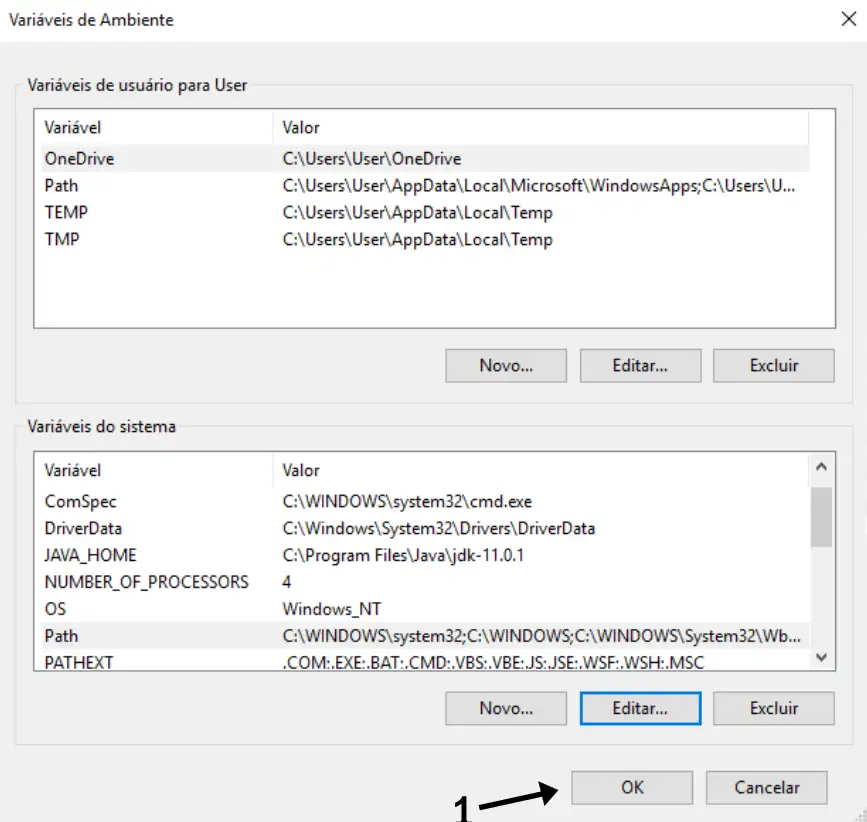 Variáveis de Ambiente
Variáveis de usuário para User
Variável Valor
OneDrive C:\Users\User\OneDrive
Path C:\Users\User\AppData\Local\Microsoft\WindowsApps;C:\Users\U...
TEMP C:\Users\User\AppData\Local\Temp
TMP C:\Users\User\AppData\Local\Temp
Novo... Editar... Excluir
Variáveis do sistema
Variável Valor
ComSpec C:\WINDOWS\system32\cmd.exe
DriverData C:\Windows\System32\Drivers\DriverData
JAVA_HOME C:\Program Files\Java\jdk-11.0.1
NUMBER_OF_PROCESSORS 4
OS Windows_NT
Path C:\WINDOWS\system32;C:\WINDOWS;C:\WINDOWS\System32\Wb...
PATHEXT .COM;.EXE;.BAT;.CMD;.VBS;.VBE;.JS;.JSE;.WSF;.WSH;.MSC
Novo... Editar... Excluir
1 OK Cancelar